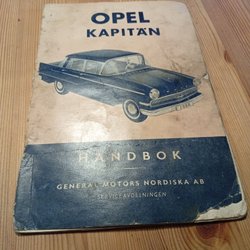 OPEL
KAPITÄN
HANDBOK
GENERAL MOTORS NORDISKA AB
SERVICEAVDELNINGEN